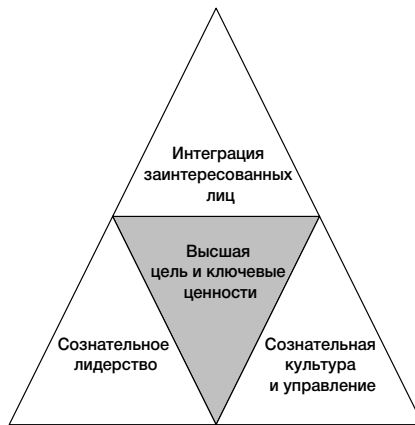 Интеграция
заинтересованных
лиц
Высшая
цель и ключевые
ценности
Сознательное
лидерство
Сознательная
культура
и управление